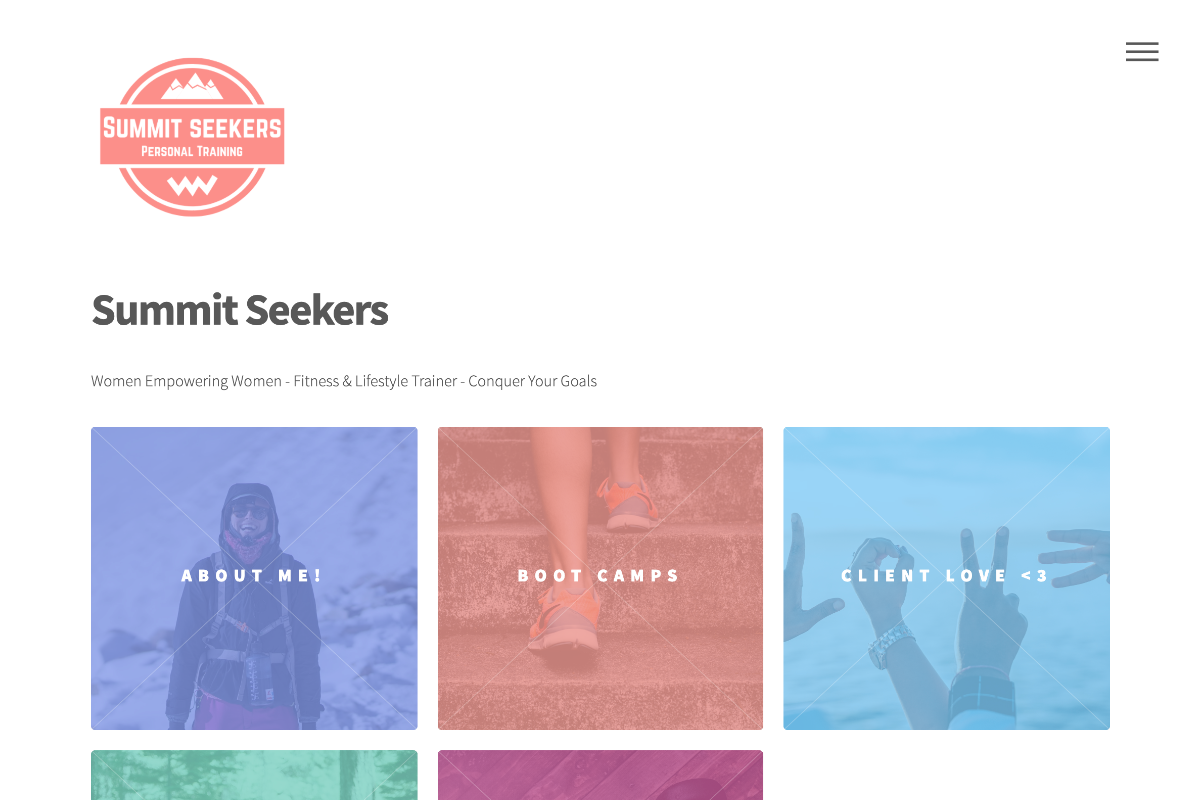 SUMMIT SEEKERS
PERSONAL TRAINING
Summit Seekers
Women Empowering Women - Fitness & Lifestyle Trainer - Conquer Your Goals
ABOUT ME!
BOOT CAMPS
CLIENT LOVE <3